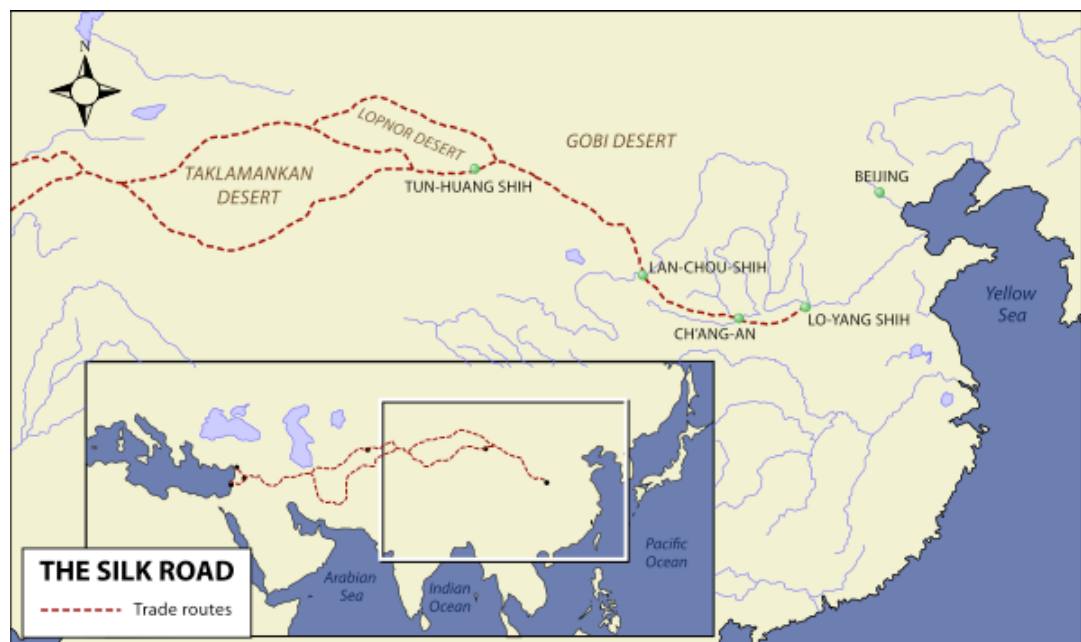 N
LOPNOR DESERT
GOBI DESERT
TAKLAMANKAN
DESERT
TUN-HUANG SHIH
BEIJING
LAN-CHOU-SHIH
Yellow
Sea
LO-YANG SHIH
CH'ANG-AN
Pacific
Ocean
Arabian
Sea
Indian
Ocean
THE SILK ROAD
Trade routes